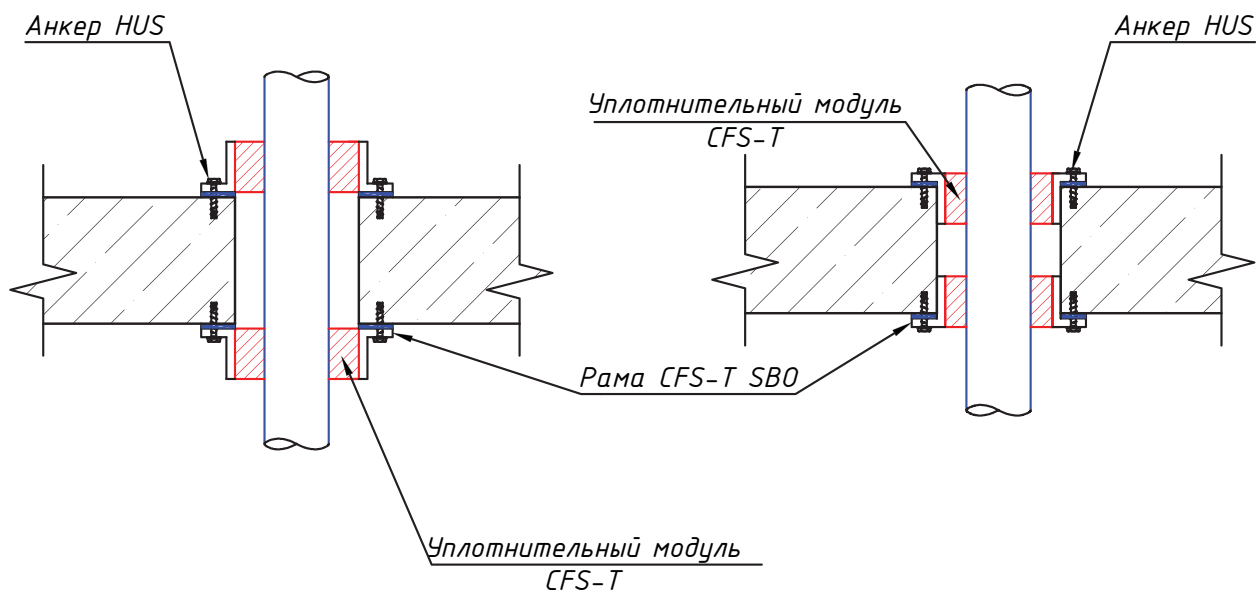 Анкер HUS
Анкер HUS
Уплотнительный модуль
CFS-T
Рама CFS-T SBO
Уплотнительный модуль
CFS-T